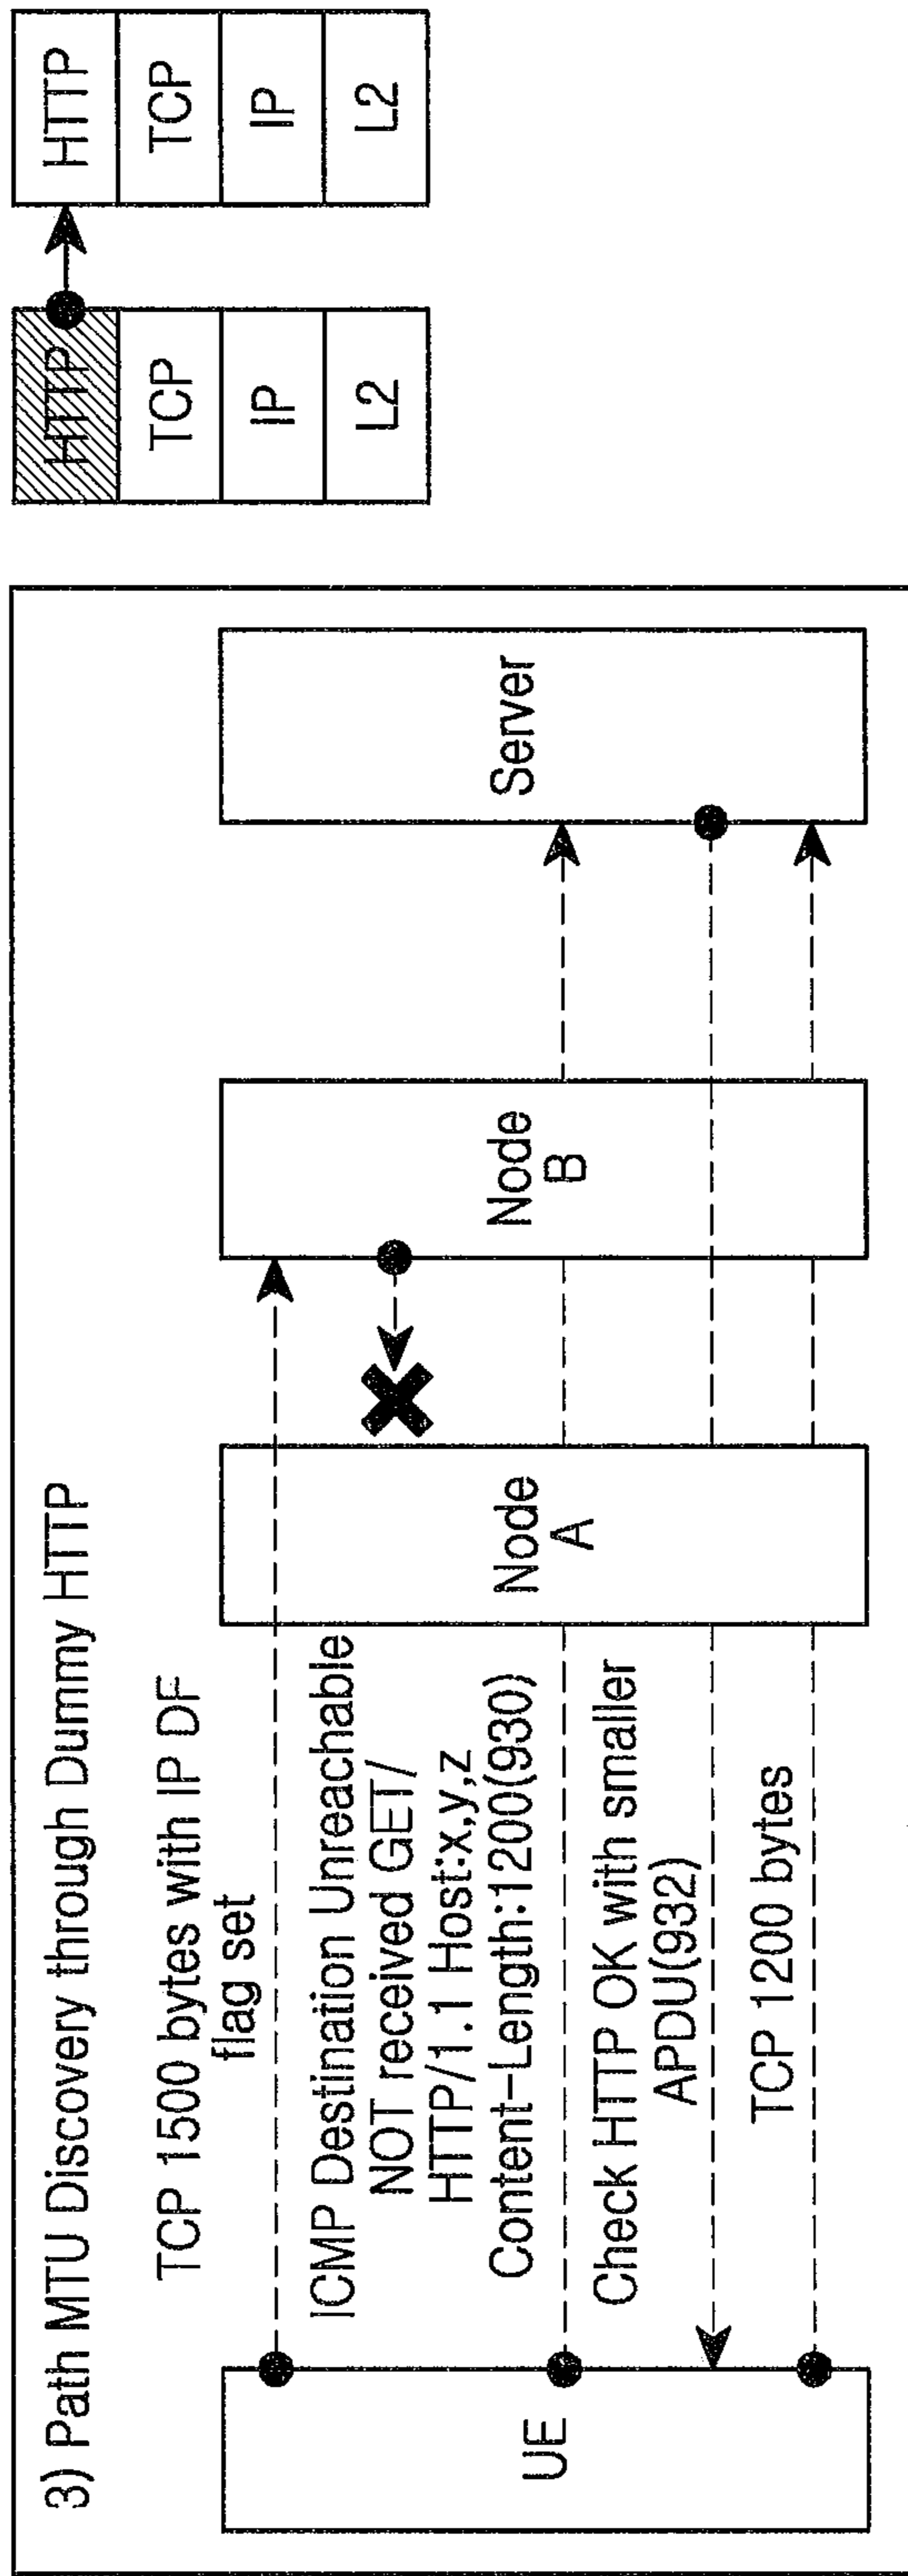 3) Path MTU Discovery through Dummy HTTP
TCP 1500 bytes with IP DF
flag set
ICMP Destination Unreachable
NOT received GET/
HTTP/1.1 Host:x,y,z
Content-Length:1200(930)
Check HTTP OK with smaller
APDU(932)
TCP 1200 bytes
UE
Node
A
Node
B
Server
HTTP
TCP
IP
L2
HTTP
TCP
IP
L2